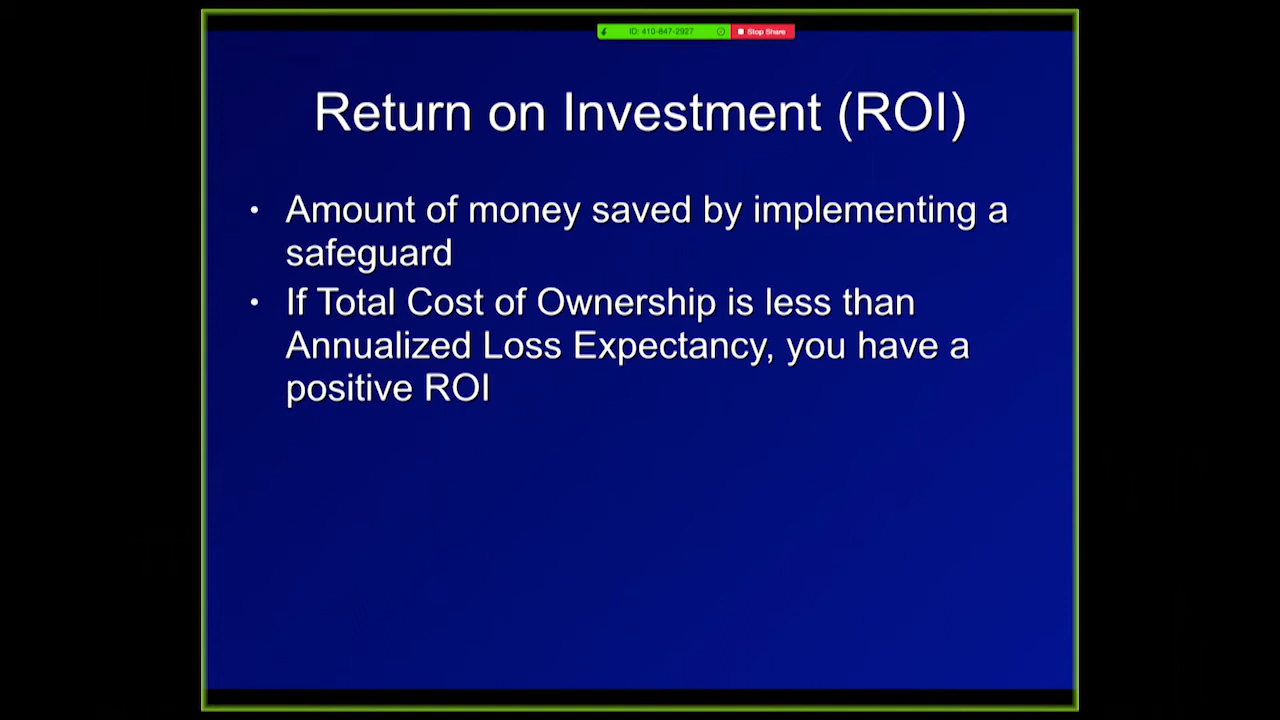 ID: 410-847-2927 Stop Share
Return on Investment (ROI)
• Amount of money saved by implementing a
safeguard
• If Total Cost of Ownership is less than
Annualized Loss Expectancy, you have a
positive ROI